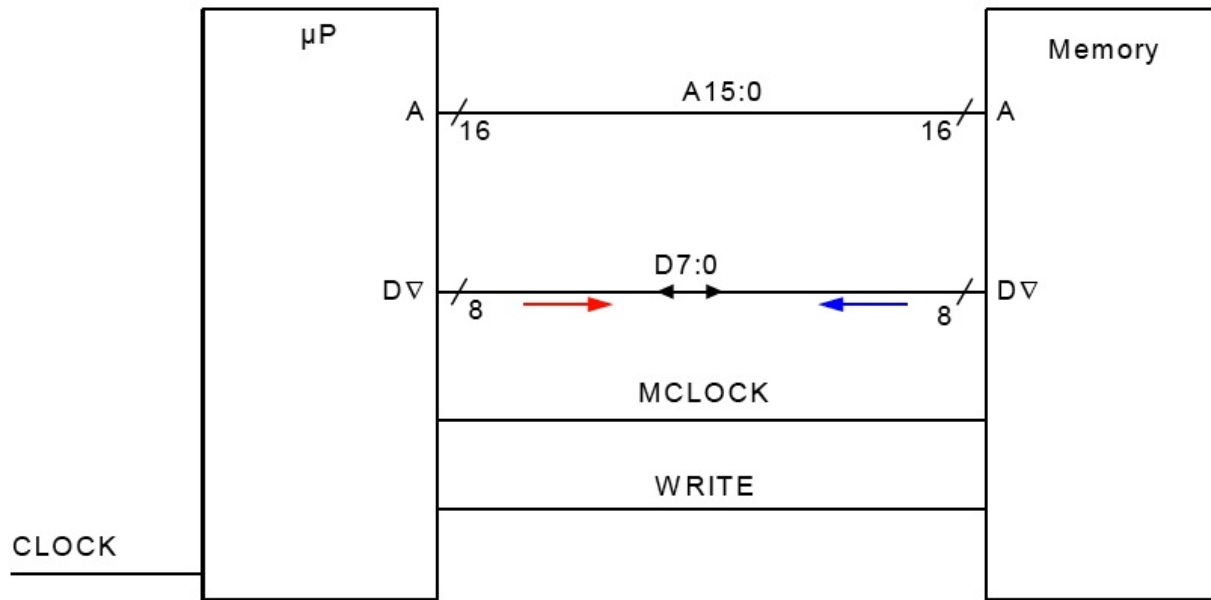 µP
Memory
A15:0
A
16
16
A
D7:0
D▽
8
8
D▽
MCLOCK
WRITE
CLOCK